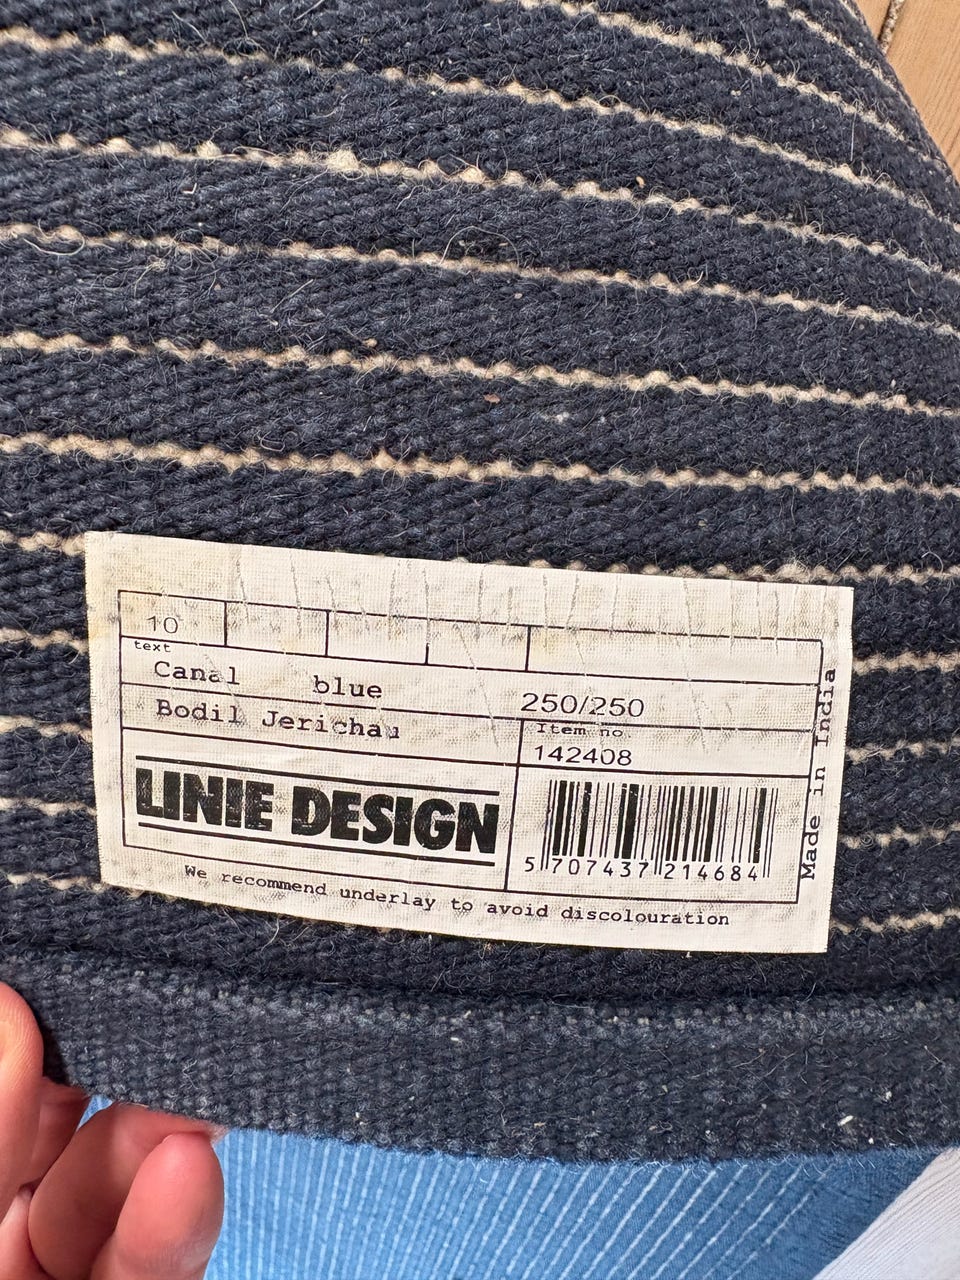 10
text
Canal blue 250/250
Bodil Jerichau
Item no.
142408
LINIE DESIGN
5 707437 214684
Made in India
We recommend underlay to avoid discolouration